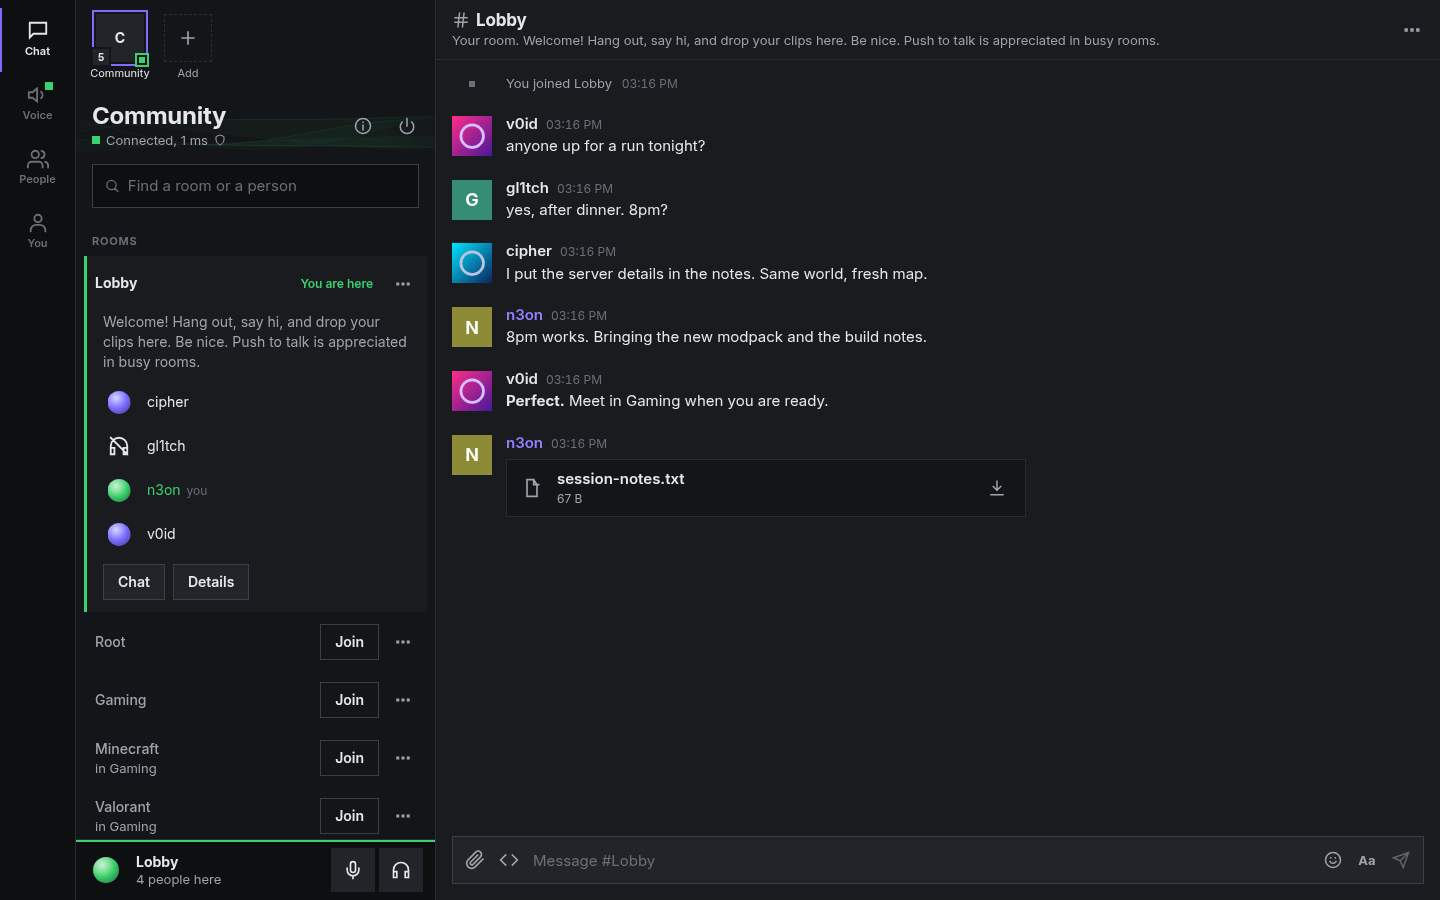 Chat
Voice
People
You
C
5
Community
Add
Community
Connected, 1 ms
Find a room or a person
ROOMS
Lobby
You are here
Welcome! Hang out, say hi, and drop your
clips here. Be nice. Push to talk is appreciated
in busy rooms.
cipher
gl1tch
n3on you
v0id
Chat
Details
Root
Join
Gaming
Join
Minecraft
in Gaming
Join
Valorant
in Gaming
Join
Lobby
4 people here
# Lobby
Your room. Welcome! Hang out, say hi, and drop your clips here. Be nice. Push to talk is appreciated in busy rooms.
You joined Lobby 03:16 PM
v0id 03:16 PM
anyone up for a run tonight?
G
gl1tch 03:16 PM
yes, after dinner. 8pm?
cipher 03:16 PM
I put the server details in the notes. Same world, fresh map.
N
n3on 03:16 PM
8pm works. Bringing the new modpack and the build notes.
v0id 03:16 PM
Perfect. Meet in Gaming when you are ready.
N
n3on 03:16 PM
session-notes.txt
67 B
Message #Lobby
Aa